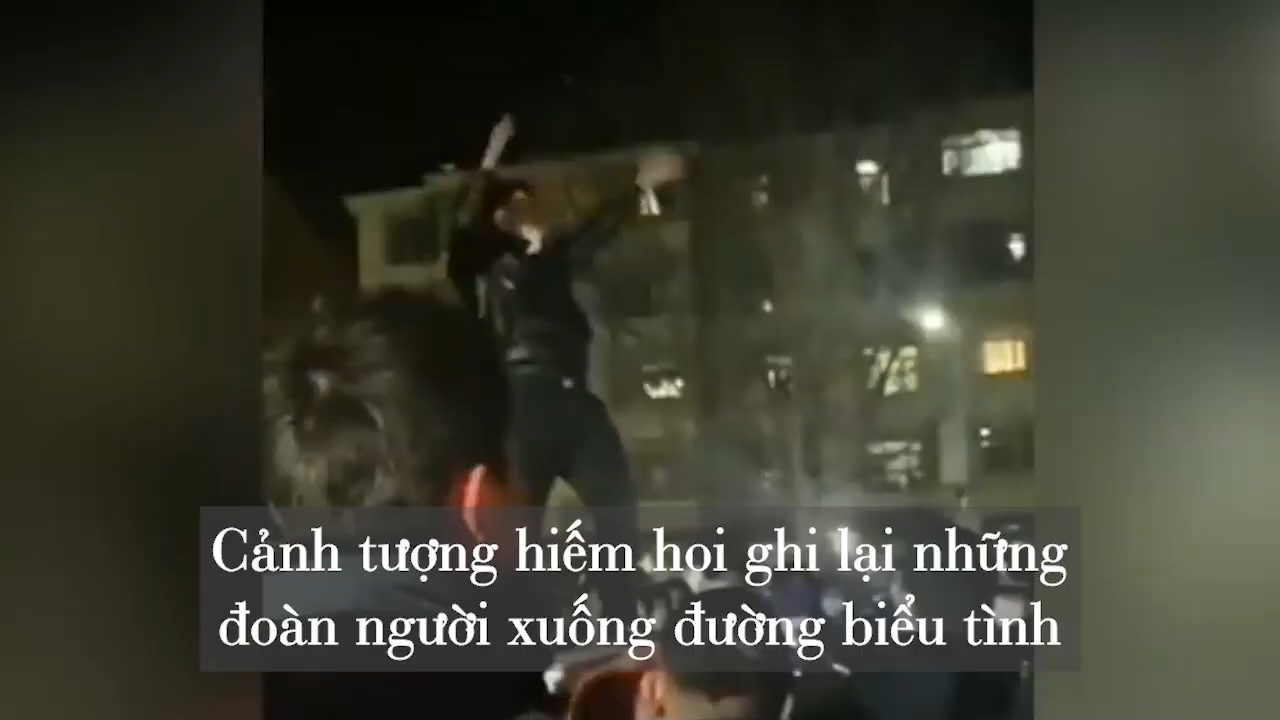 Cảnh tượng hiếm hoi ghi lại những
đoàn người xuống đường biểu tình